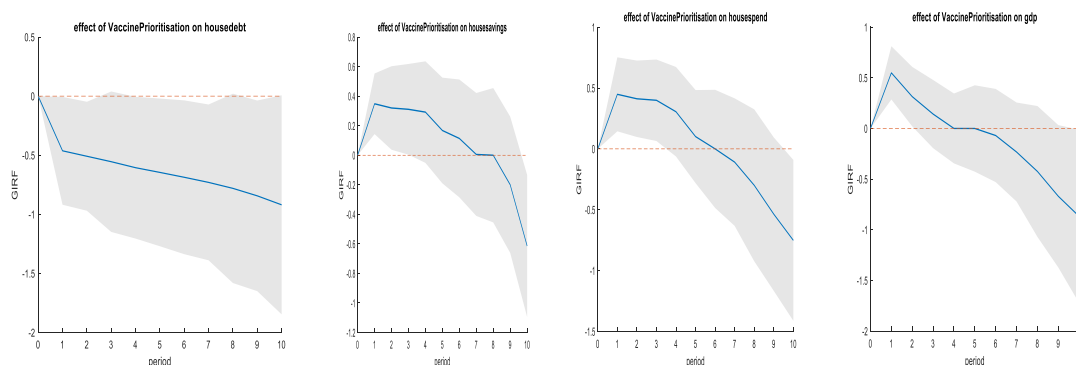 effect of VaccinePrioritisation on housedebt
0.5
0
-0.5
-1
-1.5
-2
GIRF
0 1 2 3 4 5 6 7 8 9 10
period
effect of VaccinePrioritisation on housesavings
0.8
0.6
0.4
0.2
0
-0.2
-0.4
-0.6
-0.8
-1
-1.2
GIRF
0 1 2 3 4 5 6 7 8 9 10
period
effect of VaccinePrioritisation on housespend
1
0.5
0
-0.5
-1
-1.5
GIRF
0 1 2 3 4 5 6 7 8 9 10
period
effect of VaccinePrioritisation on gdp
1
0.5
0
-0.5
-1
-1.5
-2
GIRF
0 1 2 3 4 5 6 7 8 9 10
period